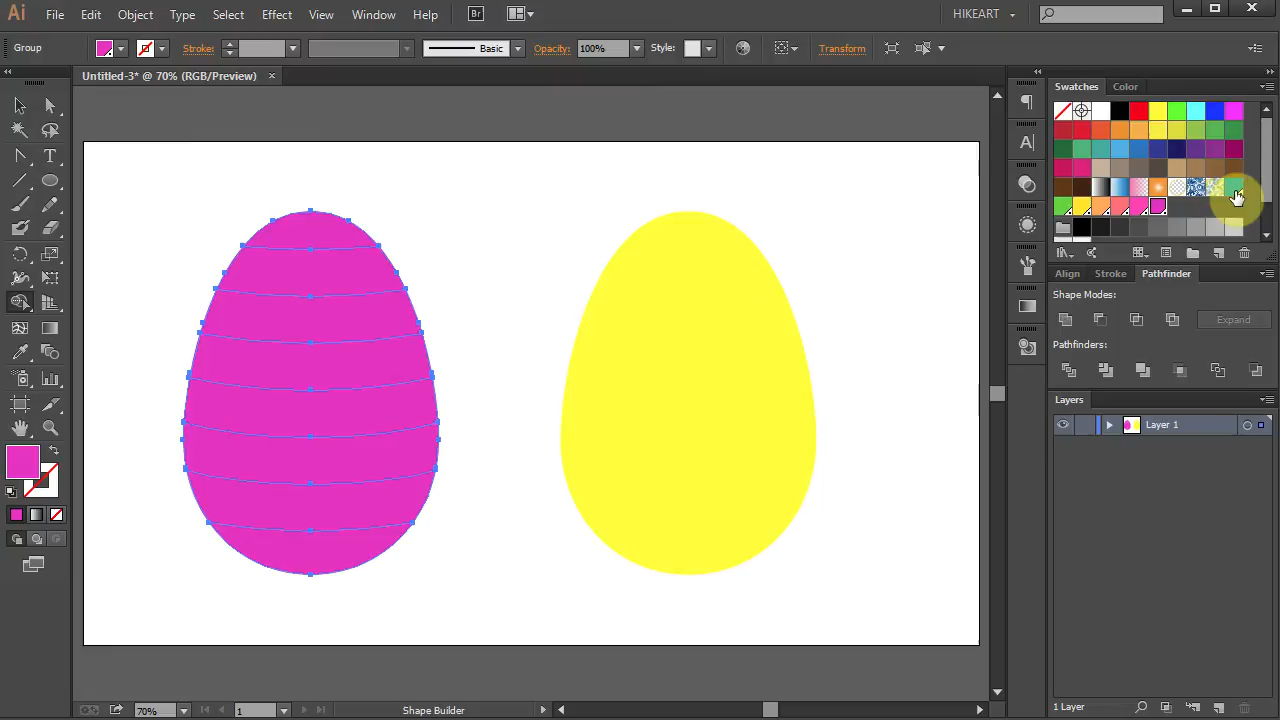 Ai File Edit Object Type Select Effect View Window Help Br HIKEART
Group Stroke: Basic Opacity: 100% Style: Transform
Untitled-3* @ 70% (RGB/Preview)
Swatches Color
Align Stroke Pathfinder
Shape Modes:
Expand
Pathfinders:
Layers
Layer 1
1 Layer
70% 1 Shape Builder